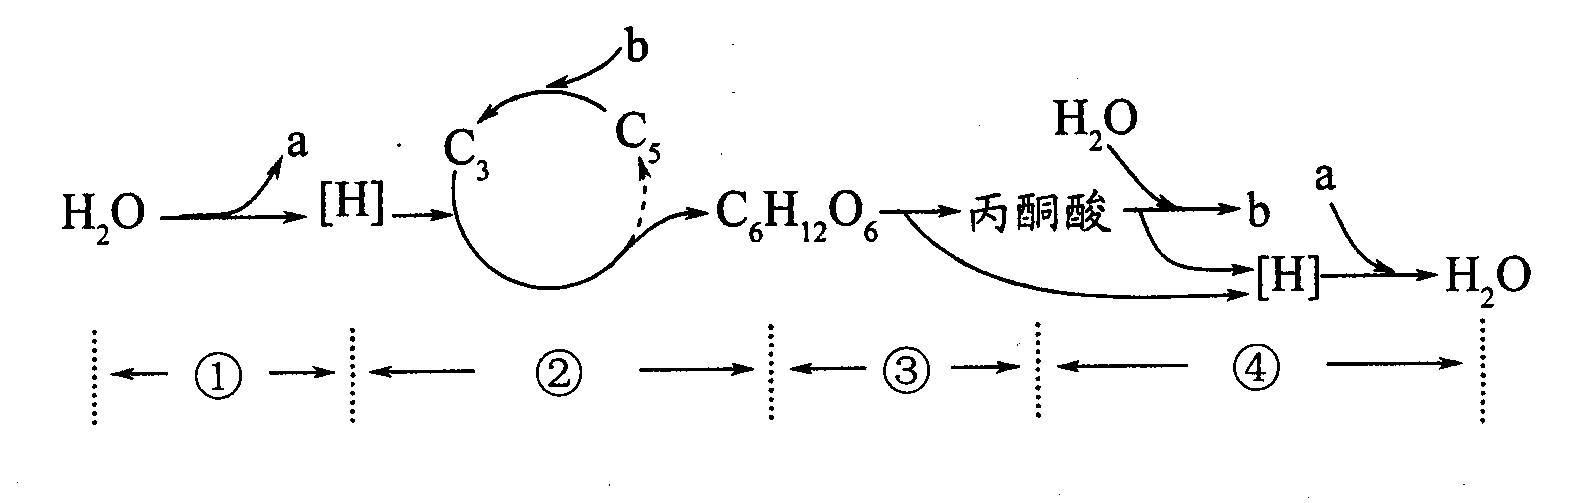 b
H₂O
a
C₃
C₅
H₂O → [H] → C₆H₁₂O₆ → 丙酮酸 → b
a
[H] → H₂O
① ② ③ ④